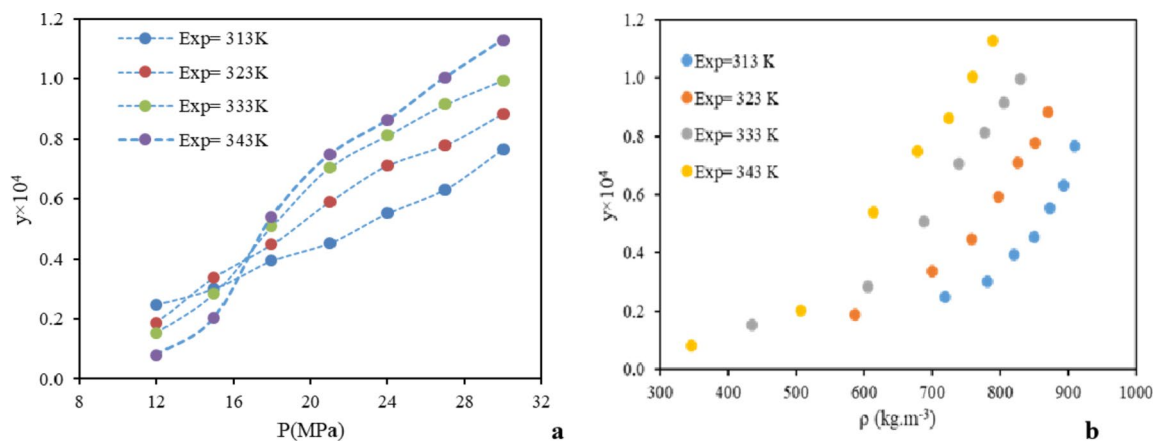 1.2
1.0
0.8
0.6
0.4
0.2
0.0
y×10⁴
Exp= 313K
Exp= 323K
Exp= 333K
Exp= 343K
8 12 16 20 24 28 32
P(MPa)
a
1.2
1.0
0.8
0.6
0.4
0.2
0.0
y×10⁴
Exp=313 K
Exp= 323 K
Exp= 333 K
Exp= 343 K
300 400 500 600 700 800 900 1000
ρ (kg.m⁻³)
b